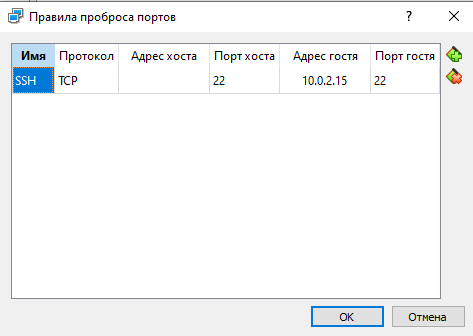 Правила проброса портов
Имя Протокол Адрес хоста Порт хоста Адрес гостя Порт гостя
SSH TCP 22 10.0.2.15 22
OK Отмена